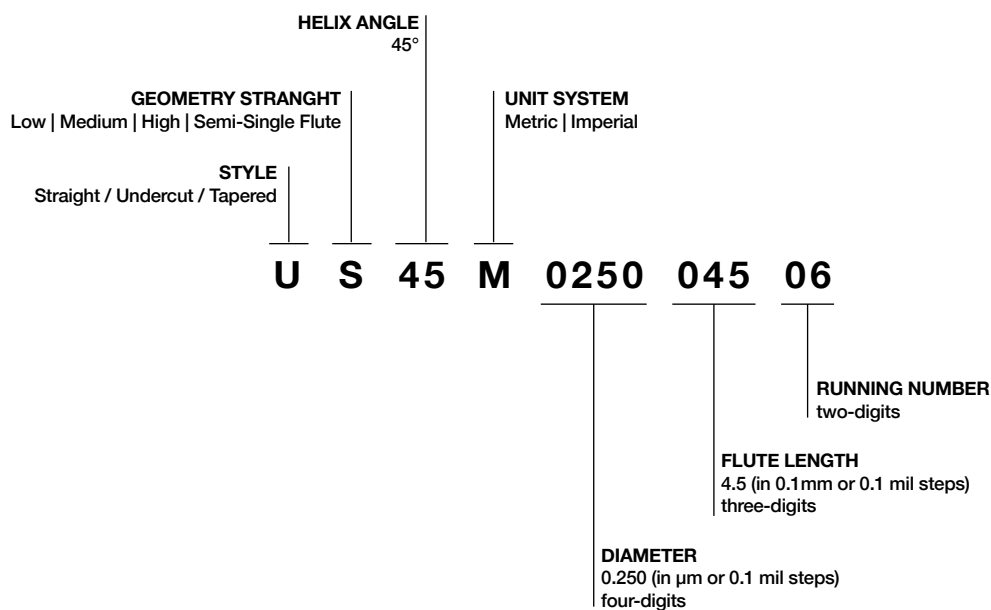 HELIX ANGLE
45°
GEOMETRY STRANGHT
Low | Medium | High | Semi-Single Flute
UNIT SYSTEM
Metric | Imperial
STYLE
Straight / Undercut / Tapered
U S 45 M 0250 045 06
RUNNING NUMBER
two-digits
FLUTE LENGTH
4.5 (in 0.1mm or 0.1 mil steps)
three-digits
DIAMETER
0.250 (in µm or 0.1 mil steps)
four-digits